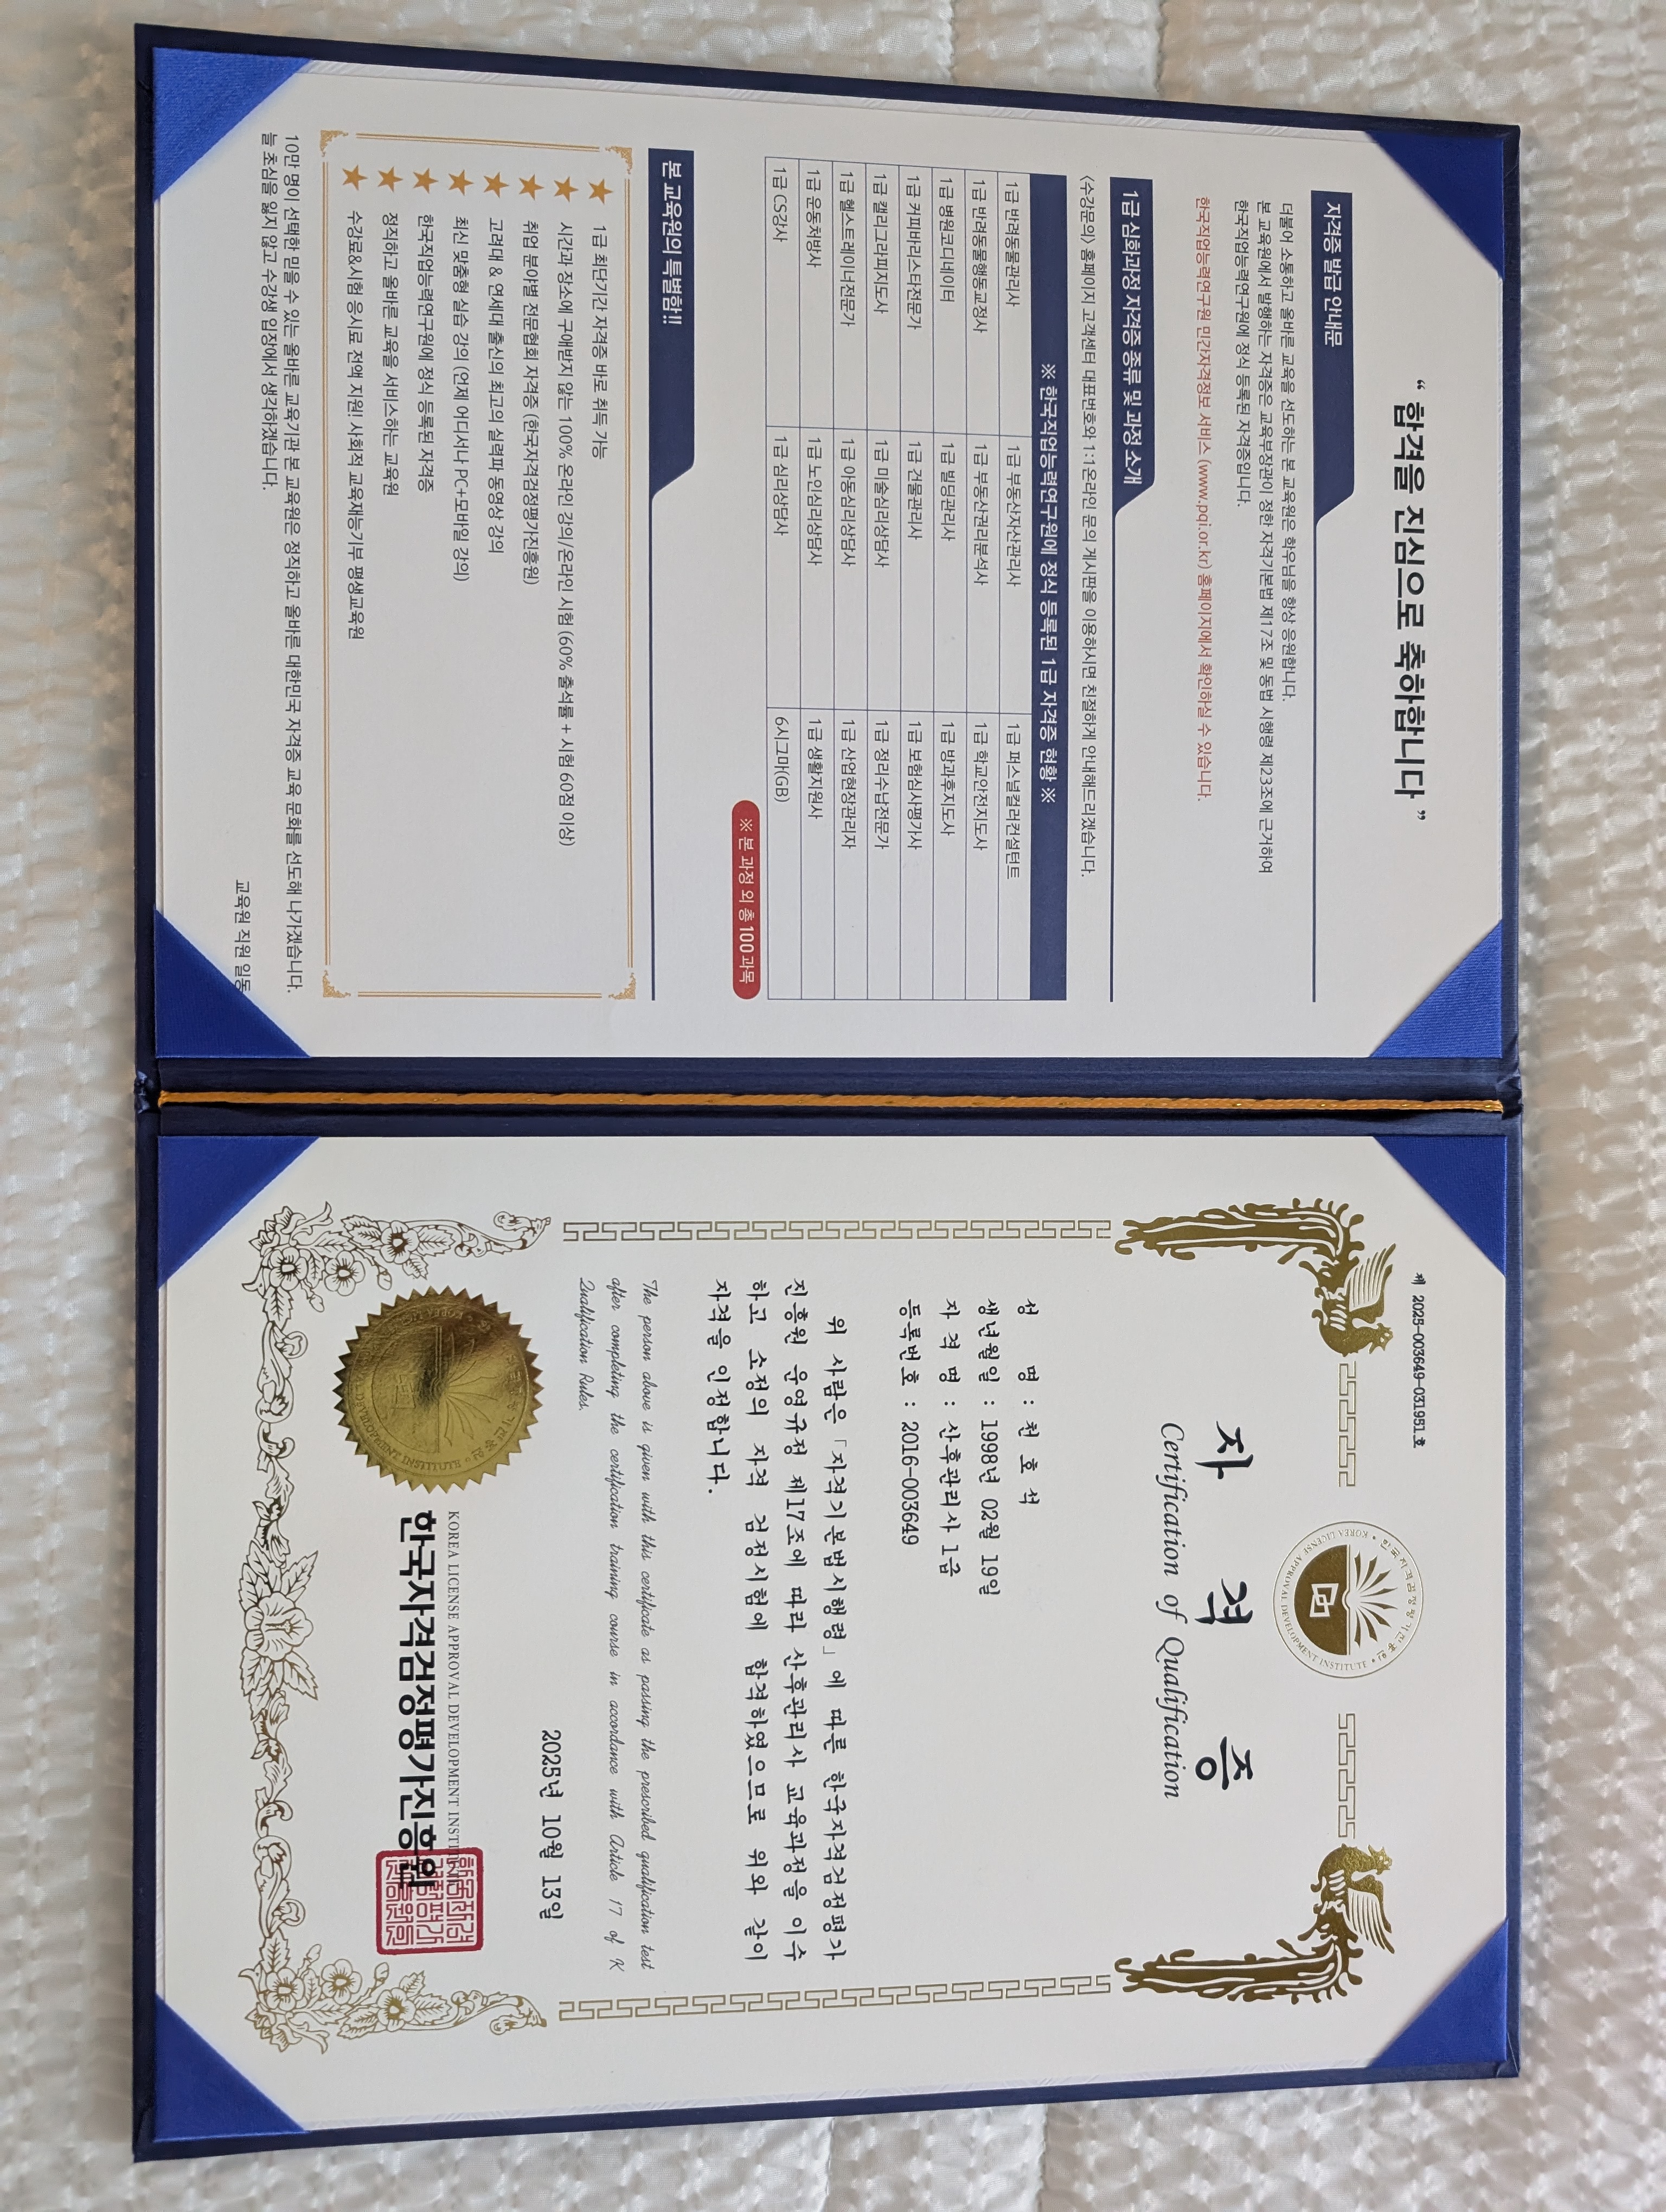 “ 합격을 진심으로 축하합니다 ”
자격증 발급 안내문
더불어 소통하고 올바른 교육을 선도하는 본 교육원은 학우님을 항상 응원합니다.
본 교육원에서 발행하는 자격증은 교육부장관이 정한 자격기본법 제17조 및 동법 시행령 제23조에 근거하여
한국직업능력연구원에 정식 등록된 자격증입니다.
한국직업능력연구원 민간자격정보 서비스 (www.pqi.or.kr) 홈페이지에서 확인하실 수 있습니다.
1급 심화과정 자격증 종류 및 과정 소개
<수강문의> 홈페이지 고객센터 대표번호와 1:1온라인 문의 게시판을 이용하시면 친절하게 안내해드리겠습니다.
※ 한국직업능력연구원에 정식 등록된 1급 자격증 현황 ※
1급 반려동물관리사 1급 부동산자산관리사 1급 퍼스널컬러컨설턴트
1급 반려동물행동교정사 1급 부동산권리분석사 1급 학교안전지도사
1급 병원코디네이터 1급 빌딩관리사 1급 방과후지도사
1급 커피바리스타전문가 1급 건물관리사 1급 보험심사평가사
1급 캘리그라피지도사 1급 미술심리상담사 1급 정리수납전문가
1급 헬스트레이너전문가 1급 아동심리상담사 1급 산업현장관리자
1급 운동처방사 1급 노인심리상담사 1급 생활지원사
1급 CS강사 1급 심리상담사 6시그마(GB)
※ 본 과정 외 총 100과목
본 교육원의 특별함!!
1급 최단기간 자격증 바로 취득 가능
시간과 장소에 구애받지 않는 100% 온라인 강의/온라인 시험 (60% 출석률 + 시험 60점 이상)
취업 분야별 전문협회 자격증 (한국자격검정평가진흥원)
고려대 & 연세대 출신의 최고의 실력파 동영상 강의
최신 맞춤형 실습 강의 (언제 어디서나 PC+모바일 강의)
한국직업능력연구원에 정식 등록된 자격증
정직하고 올바른 교육을 서비스하는 교육원
수강료&시험 응시료 전액 지원! 사회적 교육재능기부 평생교육원
10만 명이 선택한 믿을 수 있는 올바른 교육기관 본 교육원은 정직하고 올바른 대한민국 자격증 교육 문화를 선도해 나가겠습니다.
늘 초심을 잃지 않고 수강생 입장에서 생각하겠습니다.
교육원 직원 일동
제 2025-003649-031951호
KOREA LICENSE APPROVAL DEVELOPMENT INSTITUTE
자 격 증
Certification of Qualification
성 명 : 천 호 석
생년월일 : 1998년 02월 19일
자 격 명 : 산후관리사 1급
등록번호 : 2016-003649
위 사람은 「자격기본법시행령」에 따른 한국자격검정평가
진흥원 운영규정 제17조에 따라 산후관리사 교육과정을 이수
하고 소정의 자격 검정시험에 합격하였으므로 위와 같이
자격을 인정합니다.
The person above is given with this certificate as passing the prescribed qualification test
after completing the certification training course in accordance with Article 17 of K
Qualification Rules.
2025년 10월 13일
KOREA LICENSE APPROVAL DEVELOPMENT INSTITUTE
한국자격검정평가진흥원